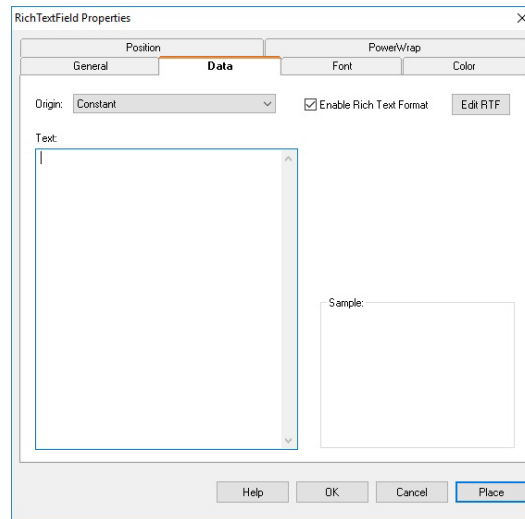 RichTextField Properties
Position PowerWrap
General Data Font Color
Origin: Constant Enable Rich Text Format Edit RTF
Text:
Sample:
Help OK Cancel Place